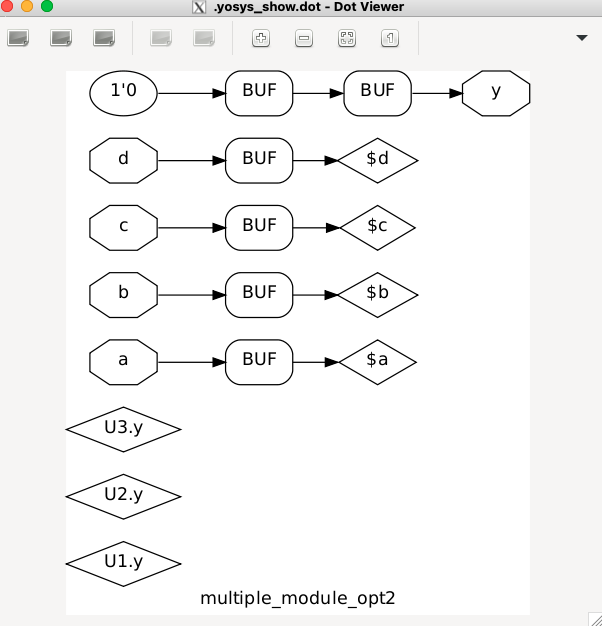 .yosys_show.dot - Dot Viewer
1'0 BUF BUF y
d BUF $d
c BUF $c
b BUF $b
a BUF $a
U3.y
U2.y
U1.y
multiple_module_opt2